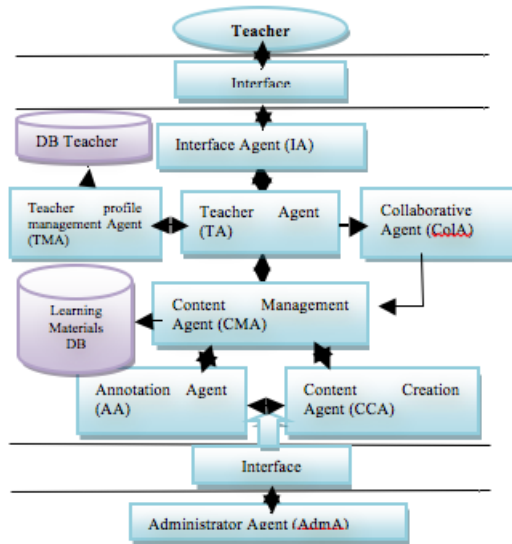 Teacher
Interface
DB Teacher
Interface Agent (IA)
Teacher profile
management Agent
(TMA)
Teacher Agent
(TA)
Collaborative
Agent (ColA)
Content Management
Agent (CMA)
Learning
Materials
DB
Annotation Agent
(AA)
Content Creation
Agent (CCA)
Interface
Administrator Agent (AdmA)